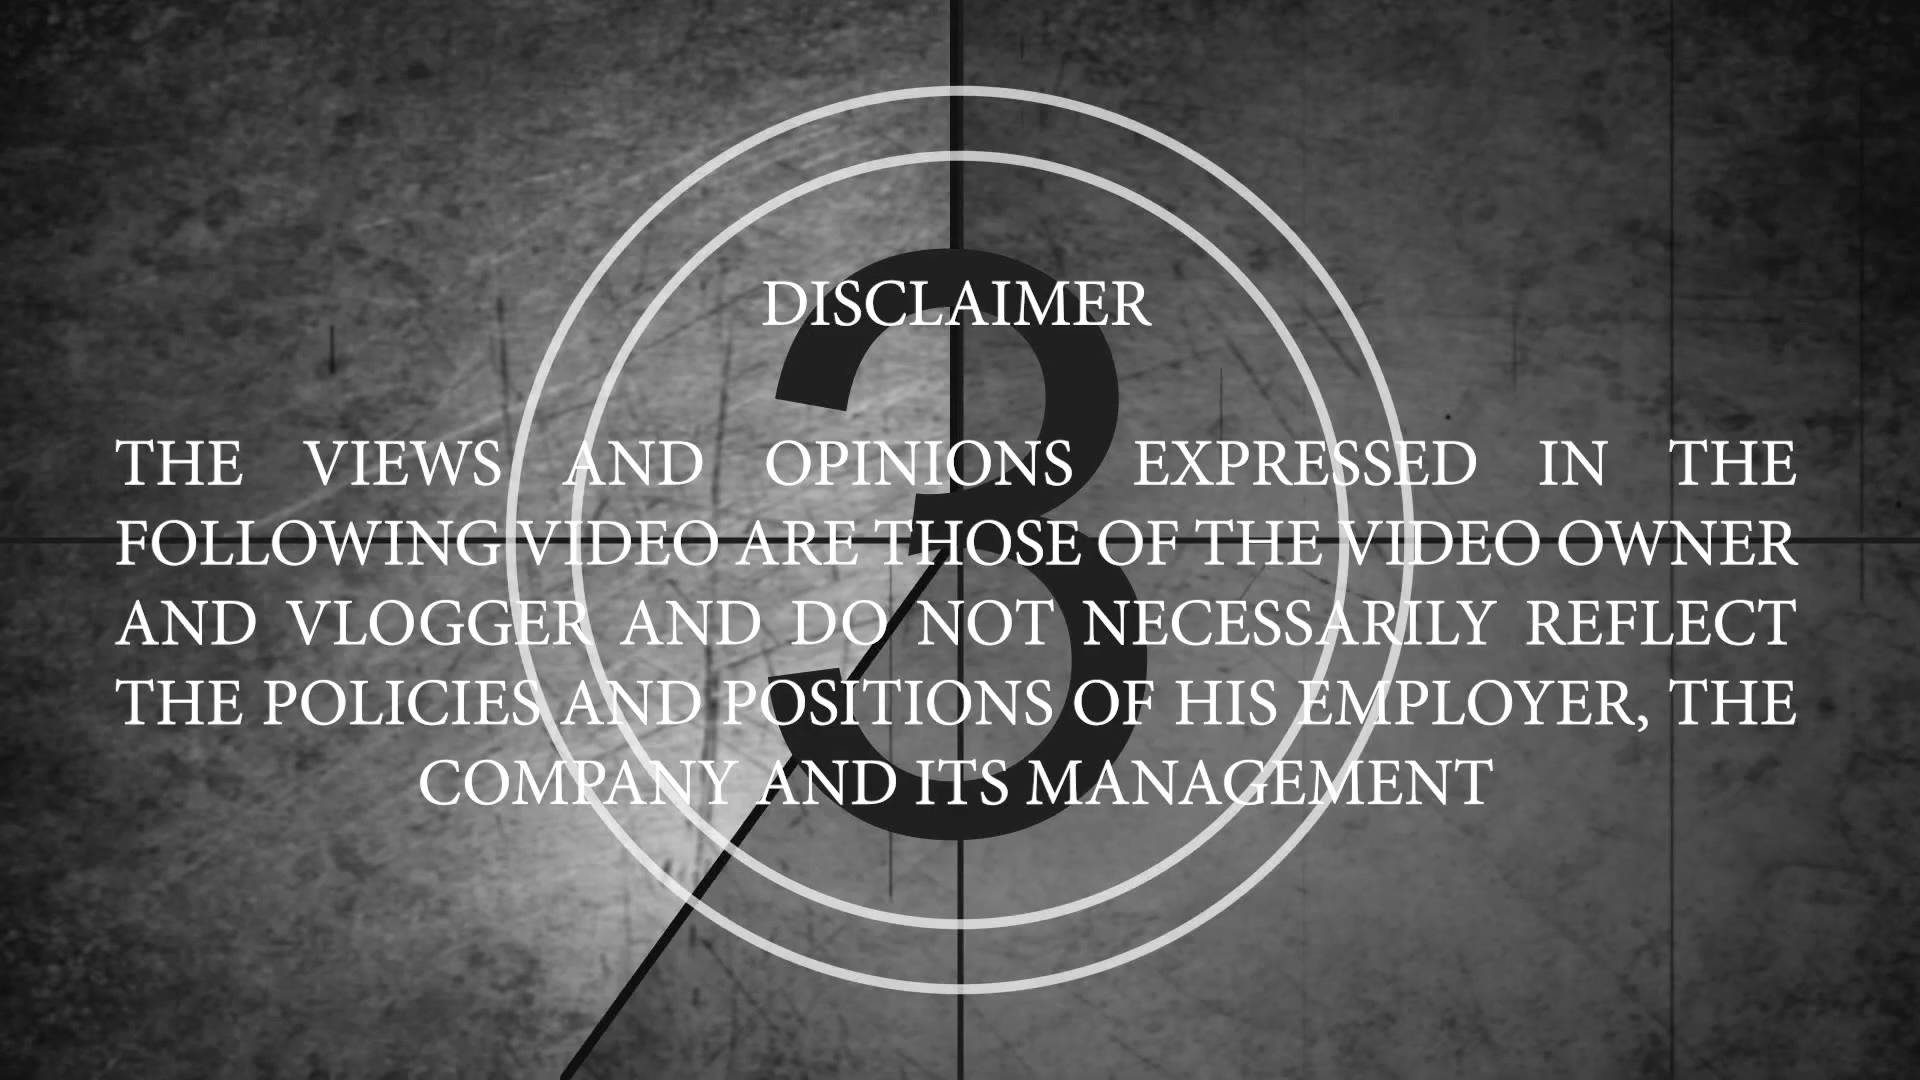 DISCLAIMER
3
THE VIEWS AND OPINIONS EXPRESSED IN THE
FOLLOWING VIDEO ARE THOSE OF THE VIDEO OWNER
AND VLOGGER AND DO NOT NECESSARILY REFLECT
THE POLICIES AND POSITIONS OF HIS EMPLOYER, THE
COMPANY AND ITS MANAGEMENT